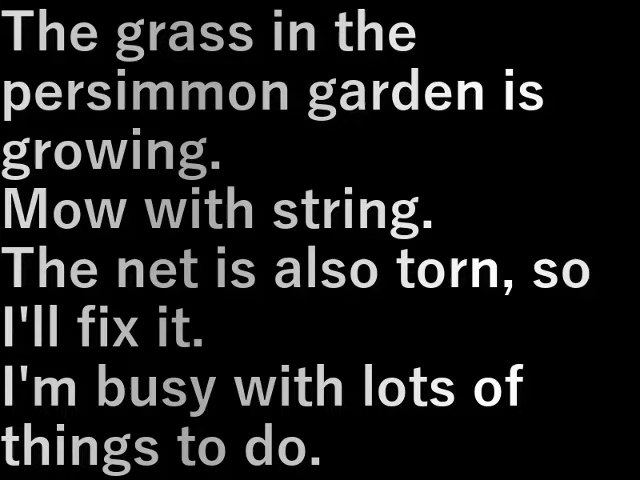 The grass in the
persimmon garden is
growing.
Mow with string.
The net is also torn, so
I'll fix it.
I'm busy with lots of
things to do.